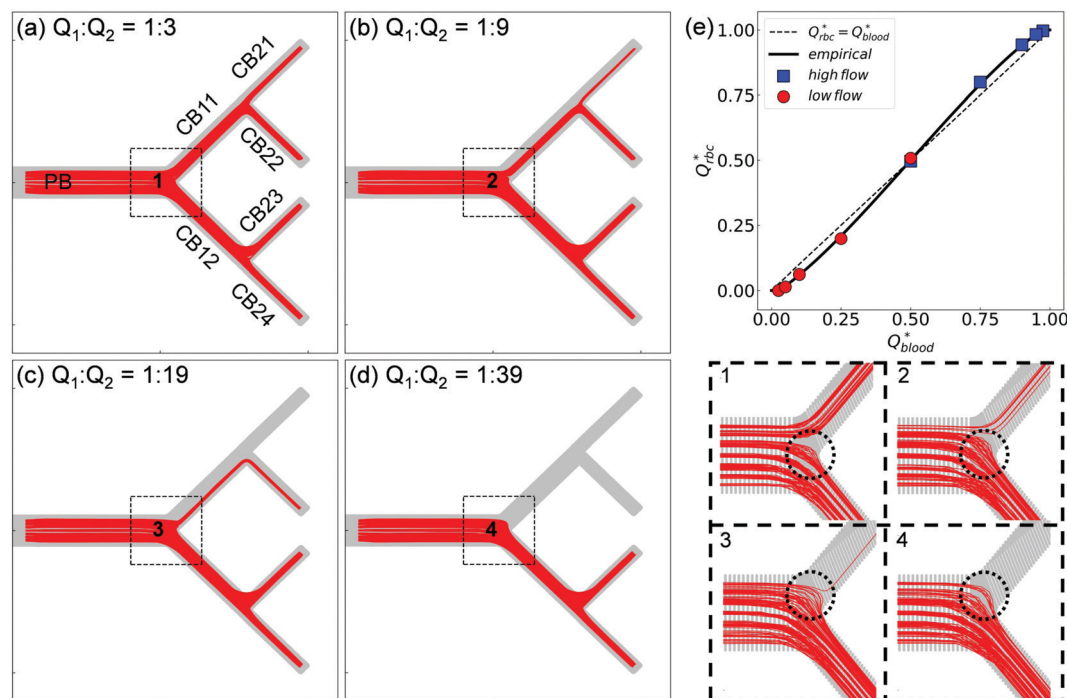 (a) Q₁:Q₂ = 1:3
CB21
CB11
CB22
PB
1
CB23
CB12
CB24
(b) Q₁:Q₂ = 1:9
2
(c) Q₁:Q₂ = 1:19
3
(d) Q₁:Q₂ = 1:39
4
(e)
Q*rbc = Q*blood
empirical
high flow
low flow
1.00
0.75
0.50
0.25
0.00
Q*rbc
0.00 0.25 0.50 0.75 1.00
Q*blood
1
2
3
4